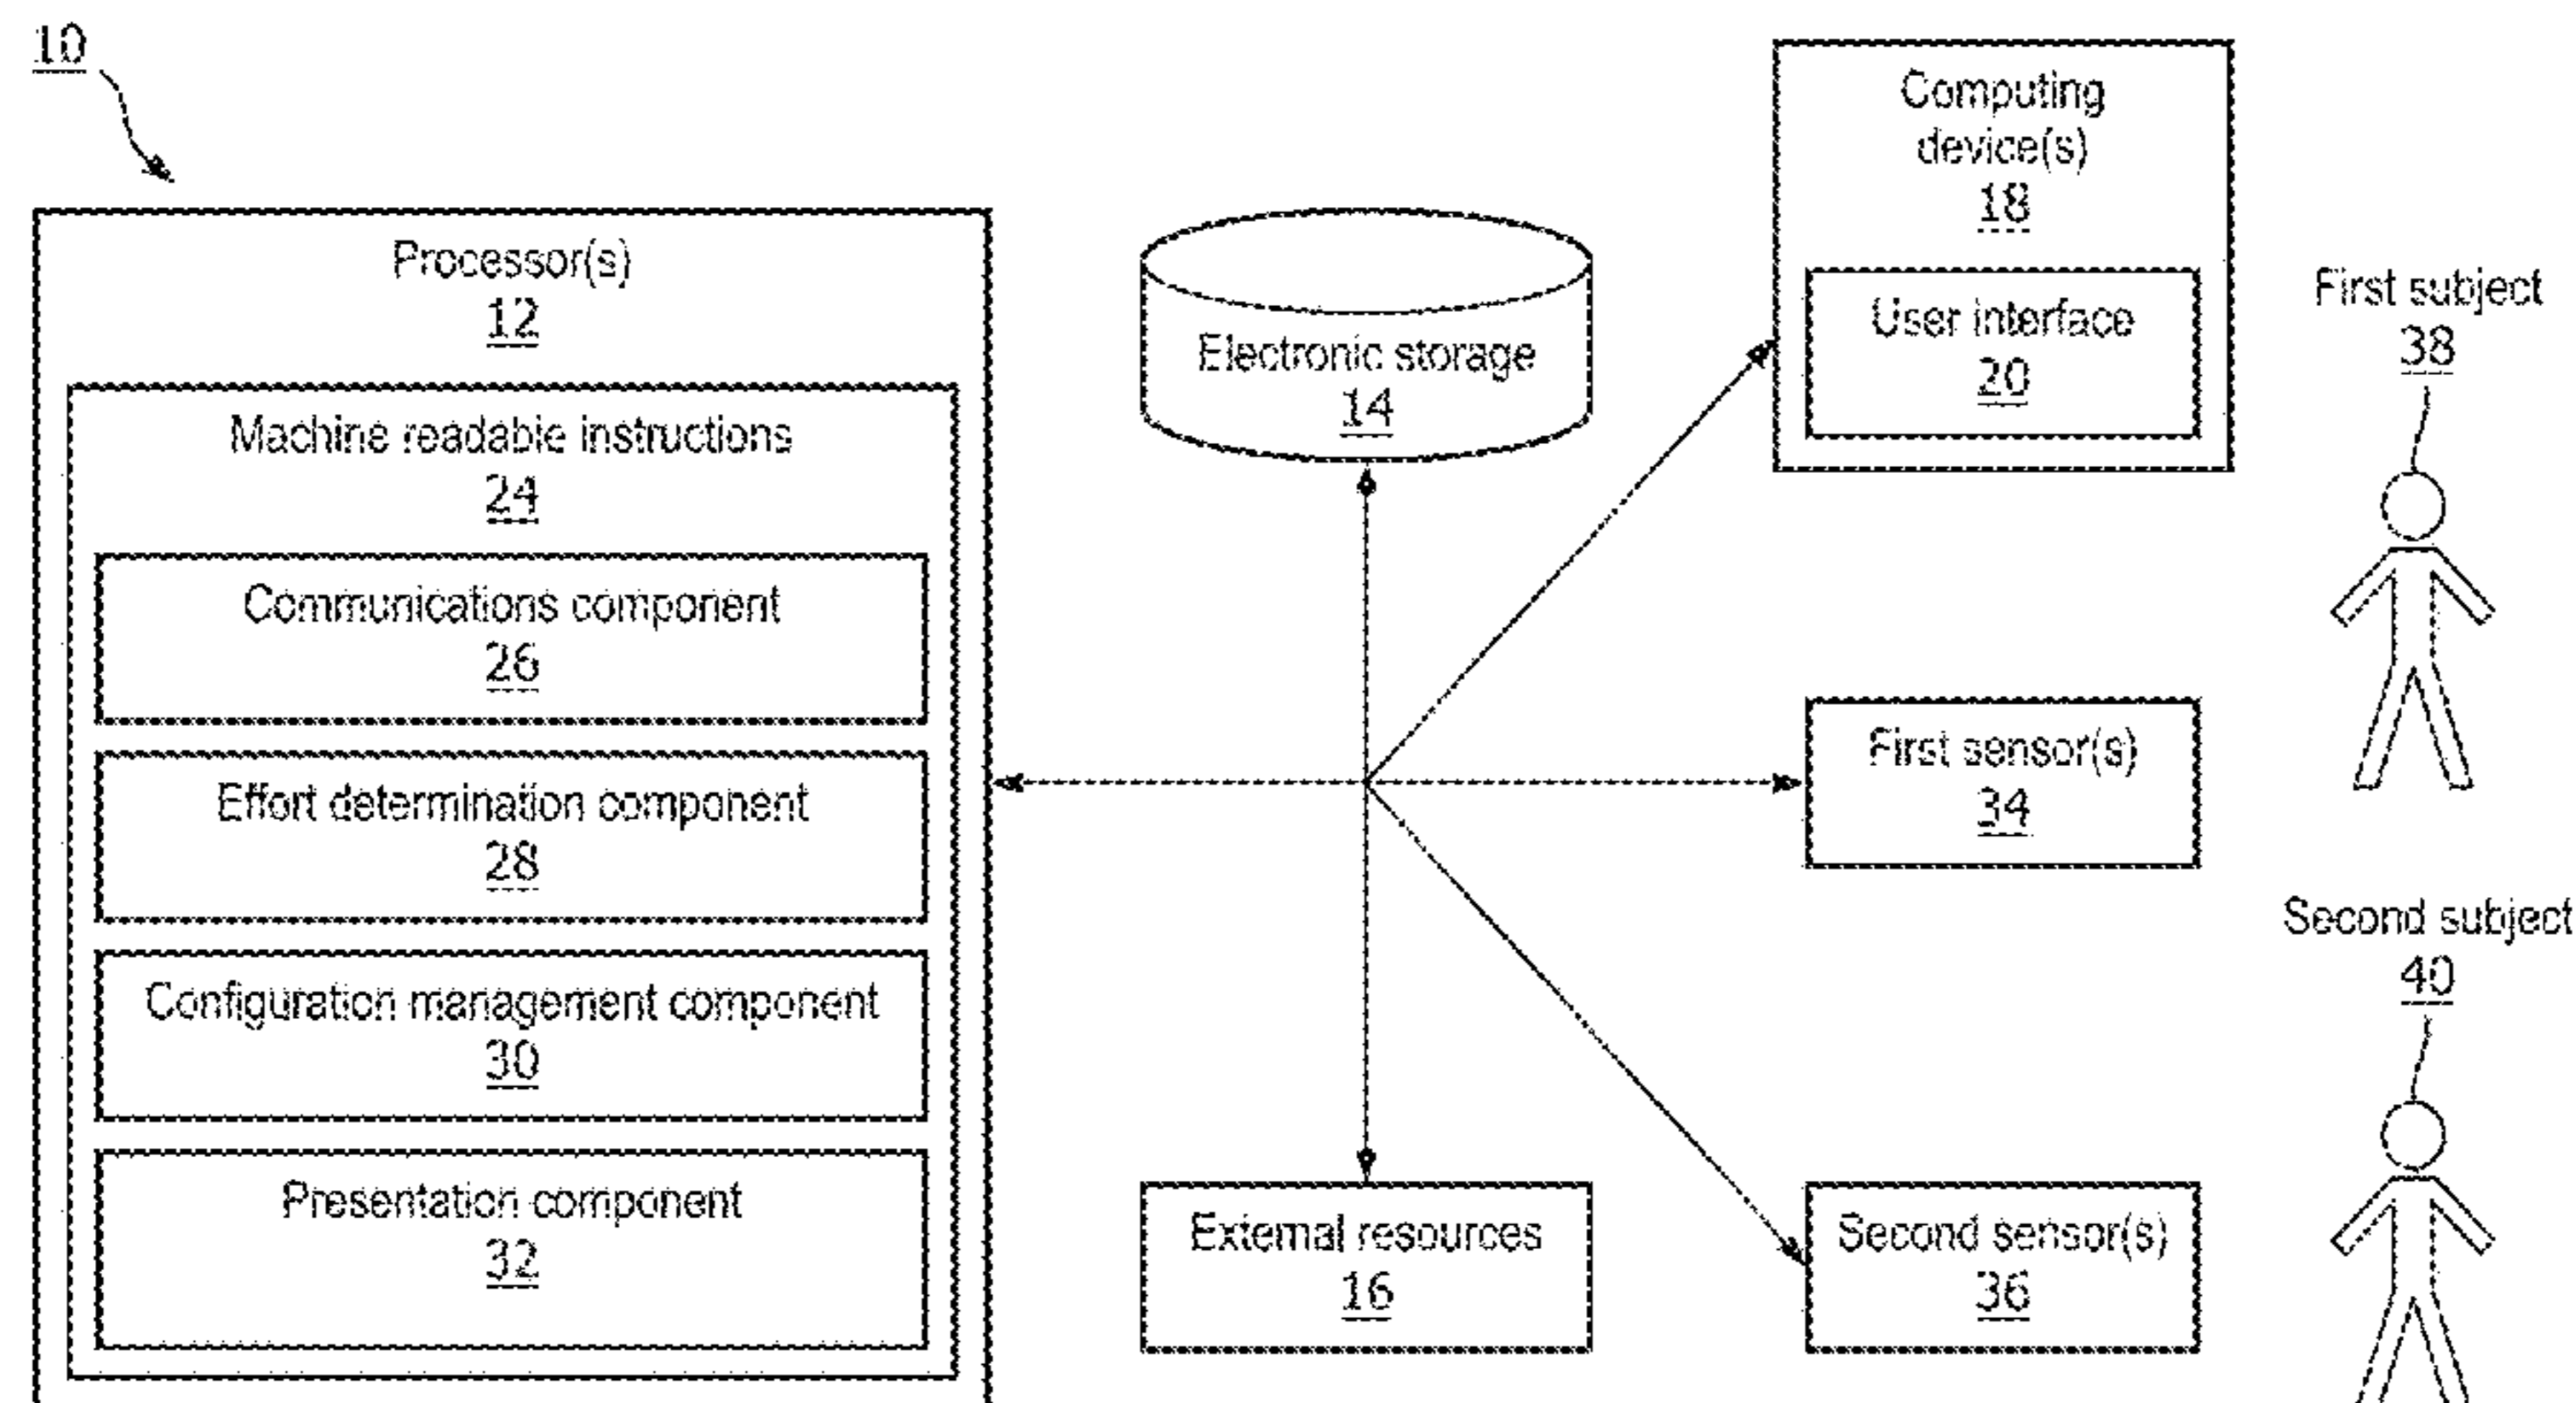 10
Processor(s)
12
Machine readable instructions
24
Communications component
26
Effort determination component
28
Configuration management component
30
Presentation component
32
Electronic storage
14
External resources
16
Computing
device(s)
18
User interface
20
First sensor(s)
34
Second sensor(s)
36
First subject
38
Second subject
40